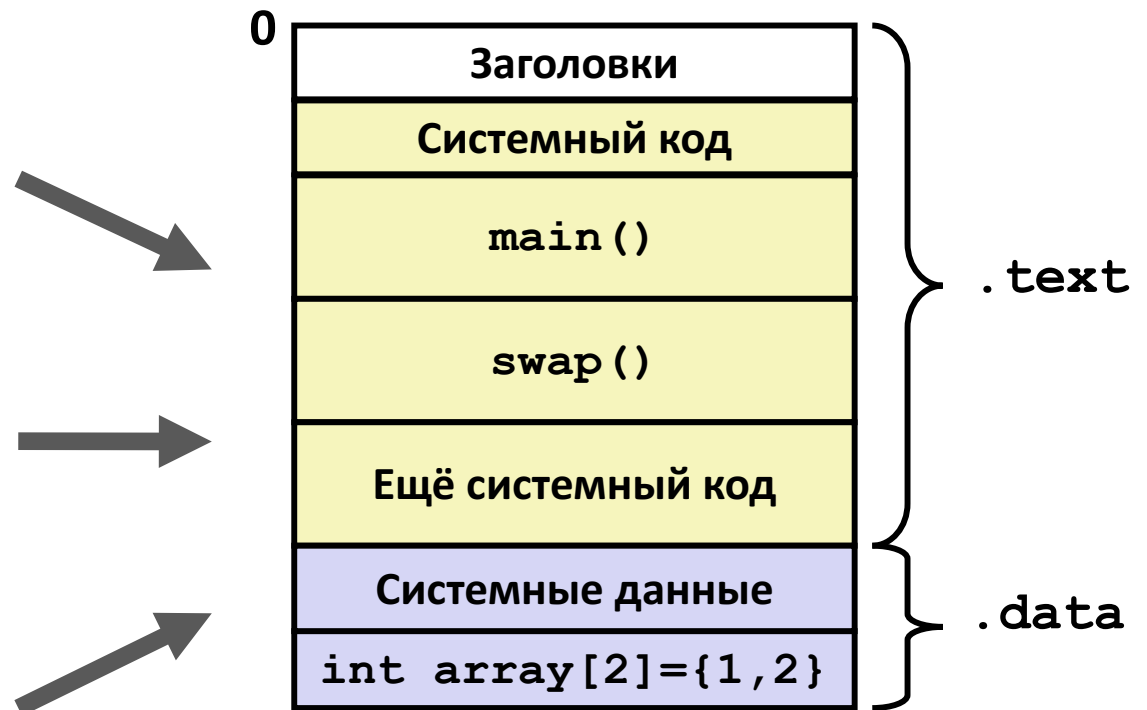 0
Заголовки
Системный код
main()
swap()
.text
Ещё системный код
Системные данные
.data
int array[2]={1,2}